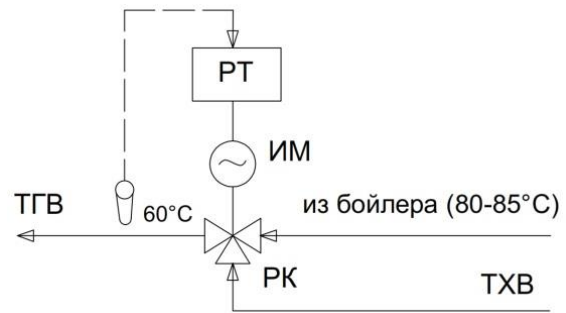 РТ
ИМ
ТГВ
60°C
из бойлера (80-85°C)
РК
ТХВ